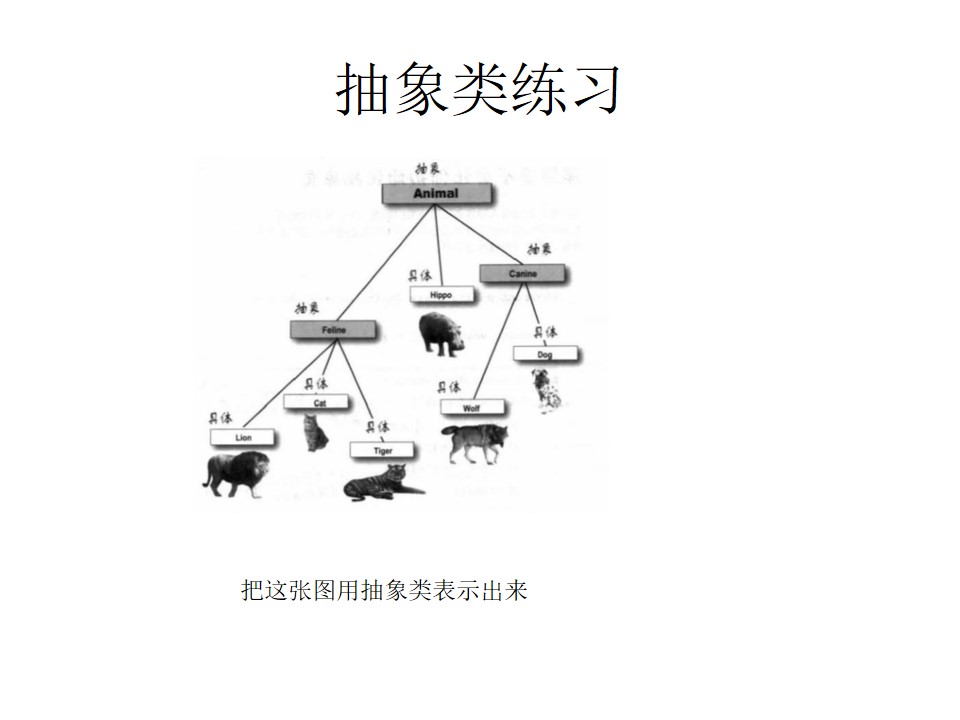 抽象类练习
抽象
Animal
抽象
Canine
具体
Hippo
抽象
Feline
具体
Dog
具体
Cat
具体
Wolf
具体
Lion
具体
Tiger
把这张图用抽象类表示出来